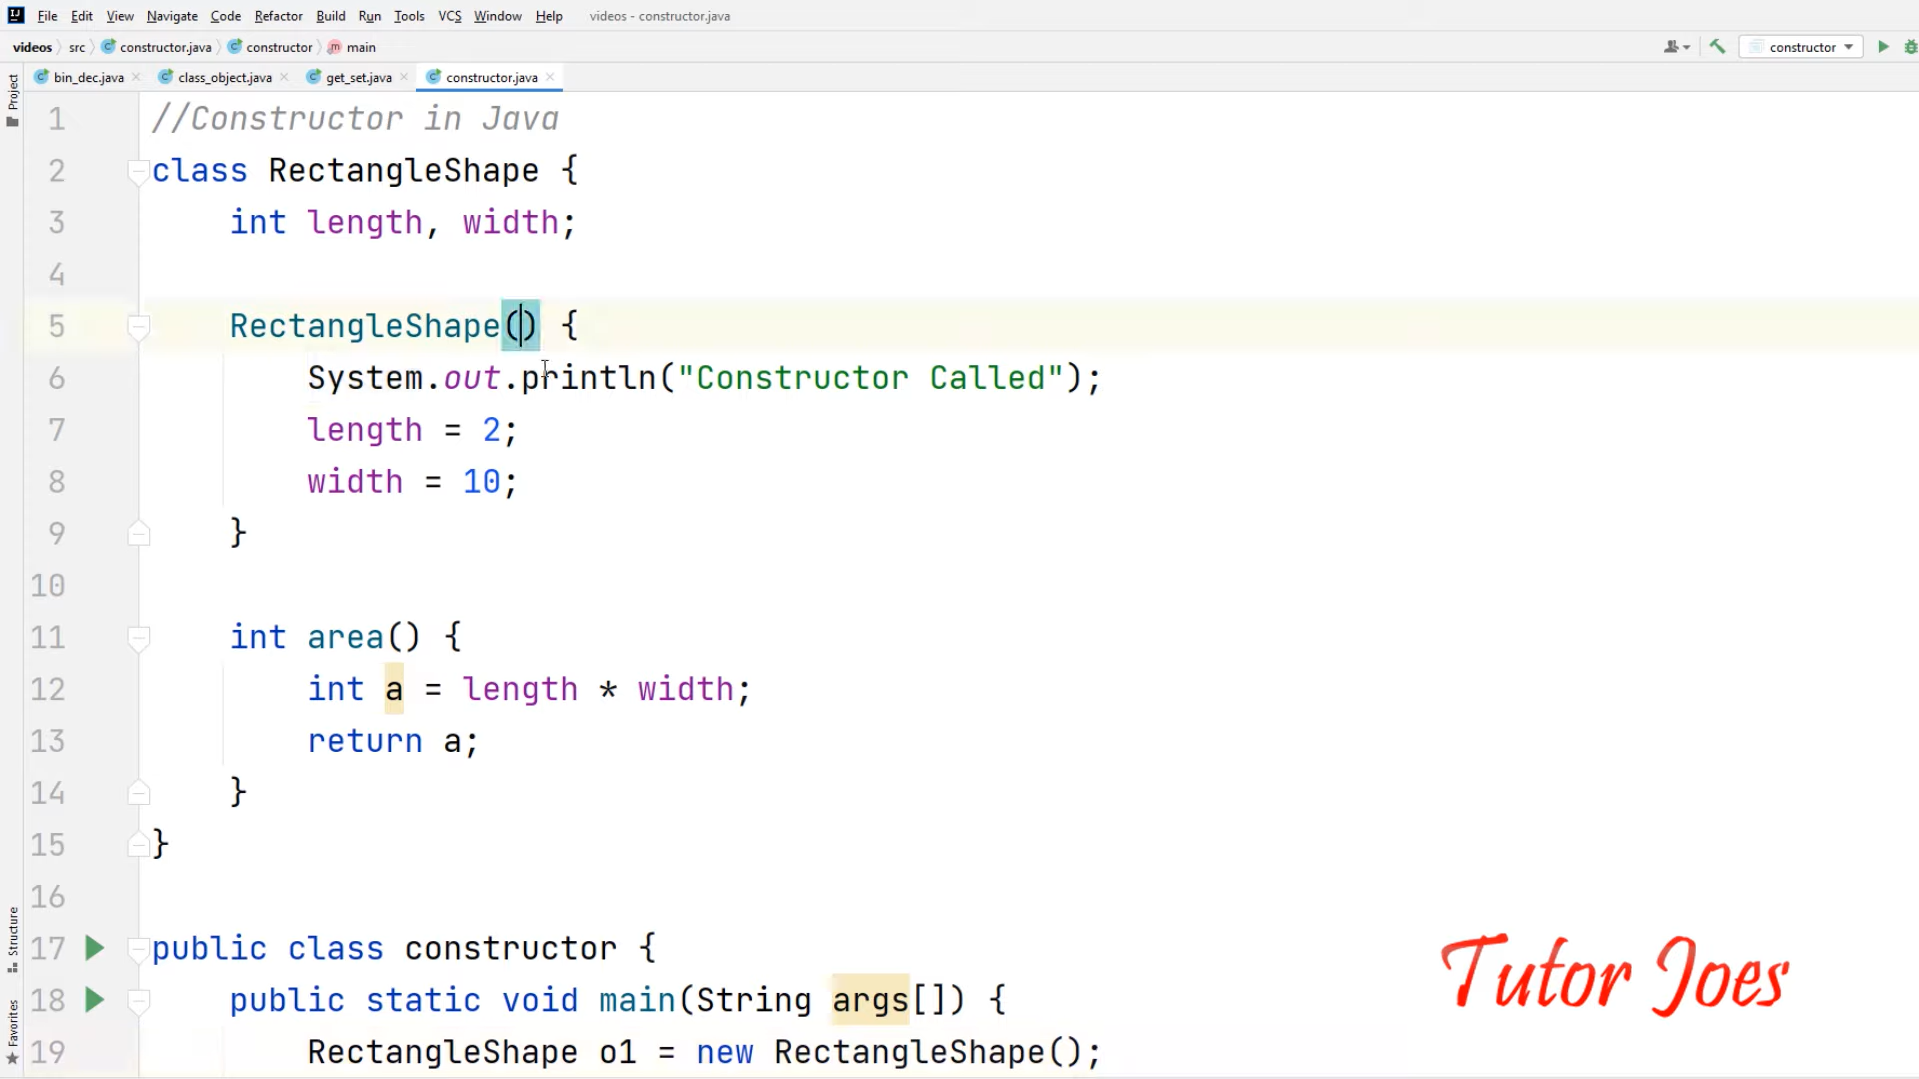 File Edit View Navigate Code Refactor Build Run Tools VCS Window Help videos - constructor.java
videos src constructor.java constructor main constructor
bin_dec.java class_object.java get_set.java constructor.java
Project
1 //Constructor in Java
2 class RectangleShape {
3 int length, width;
4
5 RectangleShape() {
6 System.out.println("Constructor Called");
7 length = 2;
8 width = 10;
9 }
10
11 int area() {
12 int a = length * width;
13 return a;
14 }
15 }
16
17 public class constructor {
18 public static void main(String args[]) {
19 RectangleShape o1 = new RectangleShape();
Structure
Favorites
Tutor Joes